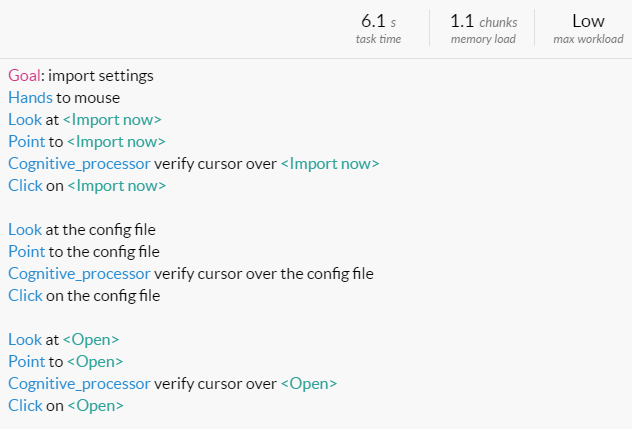 6.1 s 1.1 chunks Low
task time memory load max workload
Goal: import settings
Hands to mouse
Look at <Import now>
Point to <Import now>
Cognitive_processor verify cursor over <Import now>
Click on <Import now>
Look at the config file
Point to the config file
Cognitive_processor verify cursor over the config file
Click on the config file
Look at <Open>
Point to <Open>
Cognitive_processor verify cursor over <Open>
Click on <Open>